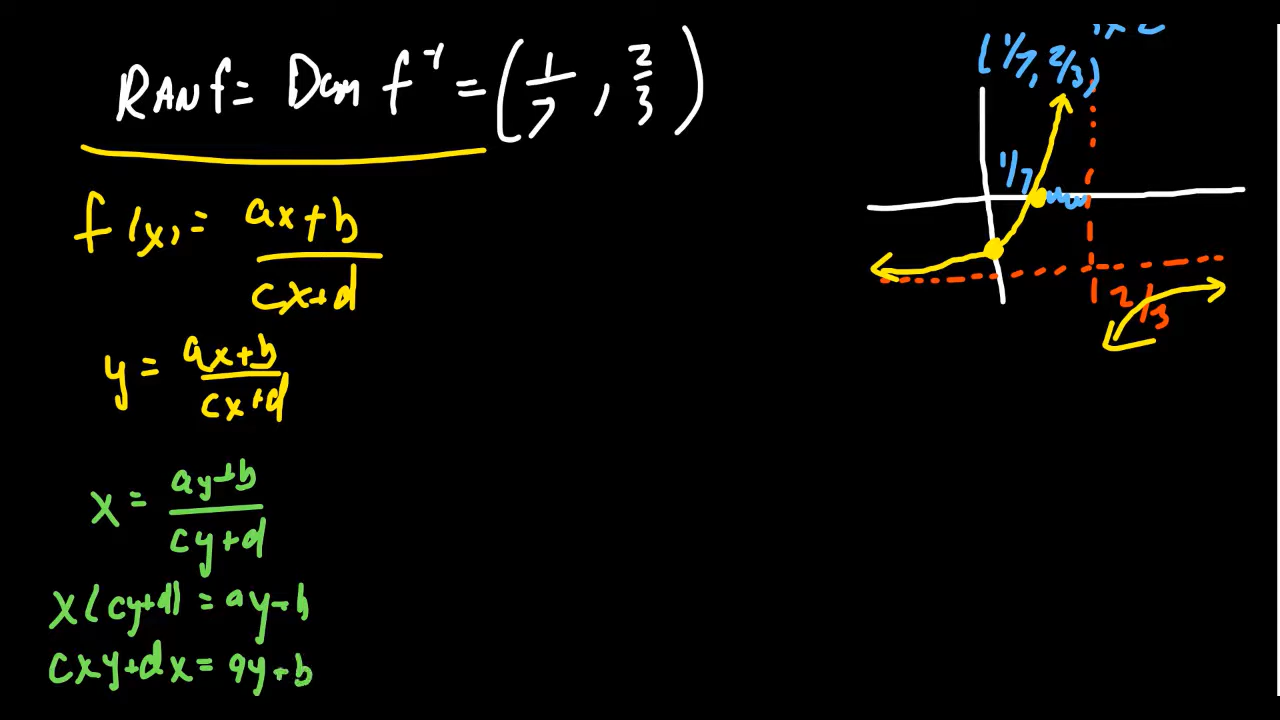 RANf= Dom f⁻¹ = (1/7, 2/3)
f(x)= ax+b/cx+d
y = ax+b/cx+d
x = ay+b/cy+d
x(cy+d) = ay+b
cxy+dx= ay+b
(1/7, 2/3)
1/7
2/3